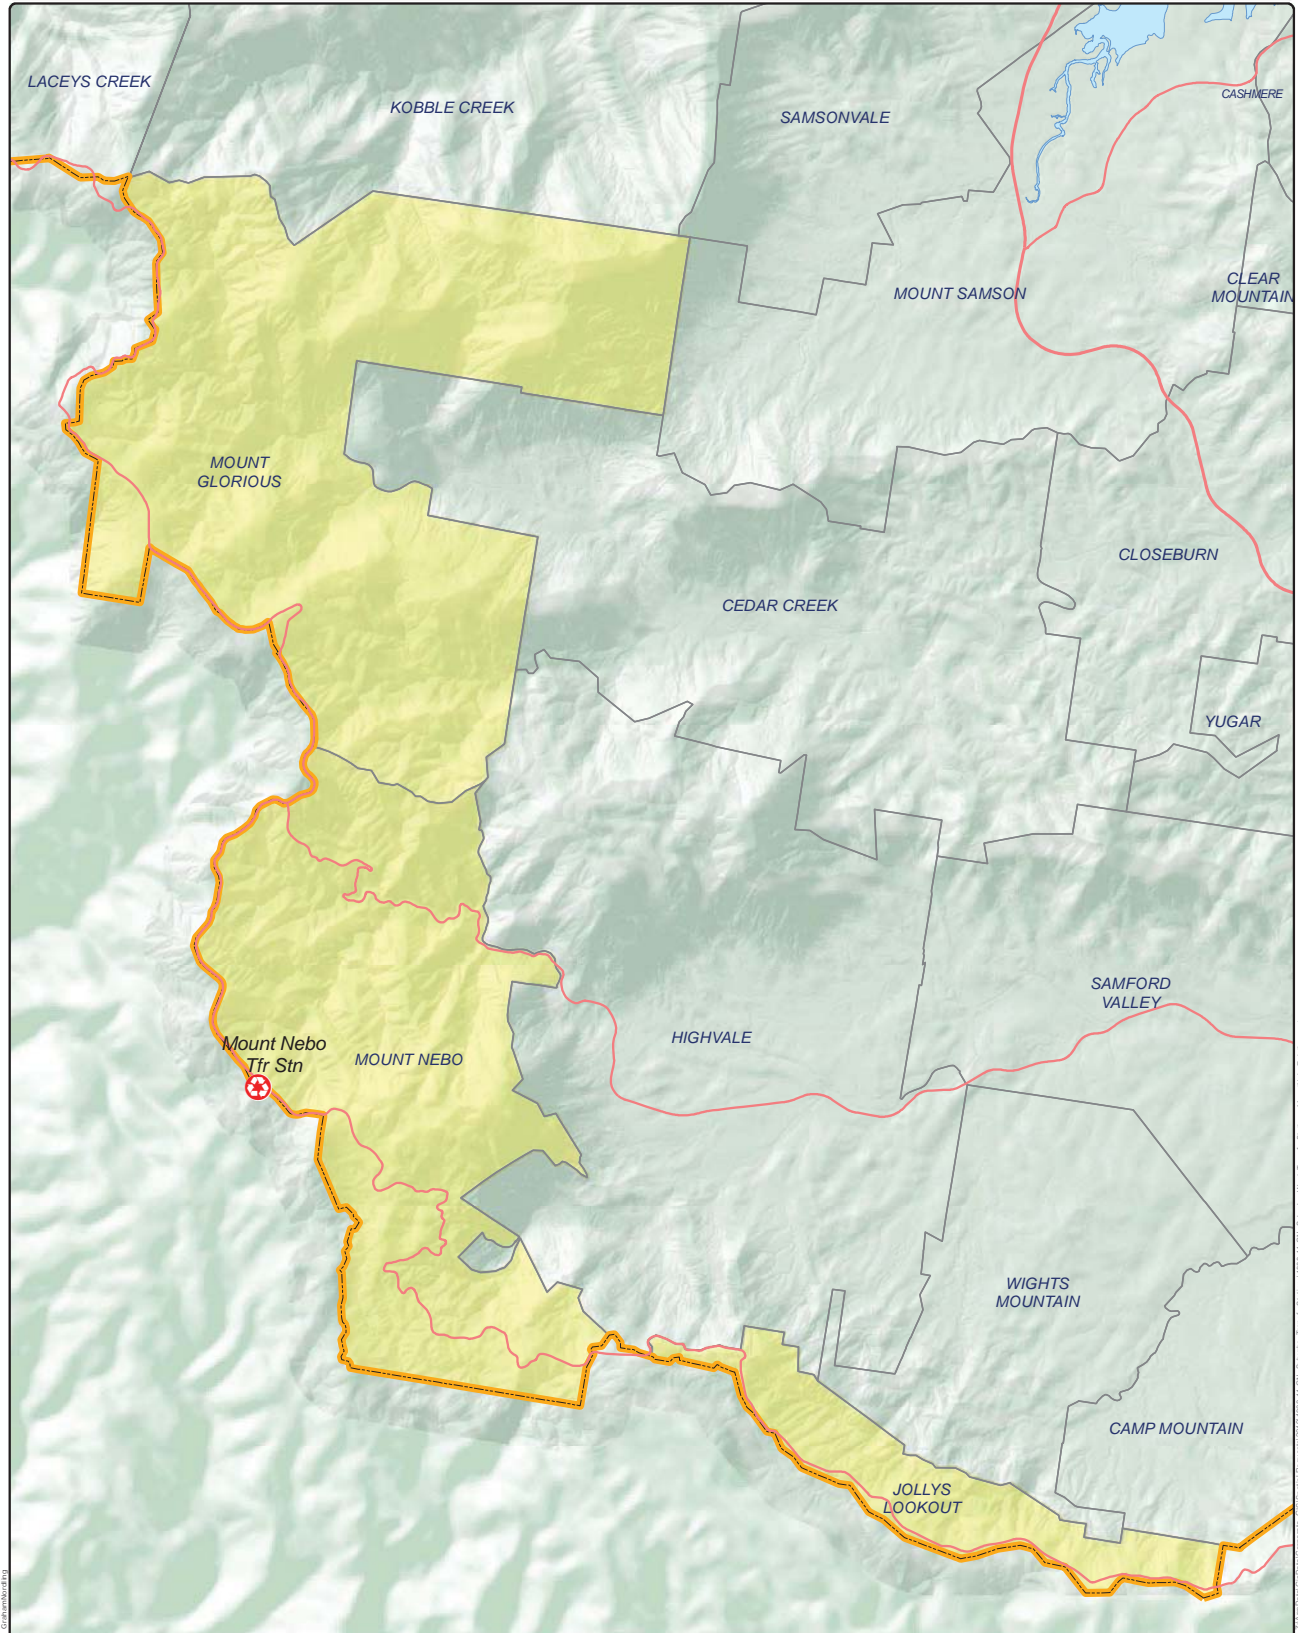 LACEYS CREEK
KOBBLE CREEK
SAMSONVALE
CASHMERE
MOUNT SAMSON
CLEAR
MOUNTAIN
MOUNT
GLORIOUS
CLOSEBURN
CEDAR CREEK
YUGAR
SAMFORD
VALLEY
HIGHVALE
Mount Nebo
Tfr Stn
MOUNT NEBO
WIGHTS
MOUNTAIN
CAMP MOUNTAIN
JOLLYS
LOOKOUT
GrahamNordling